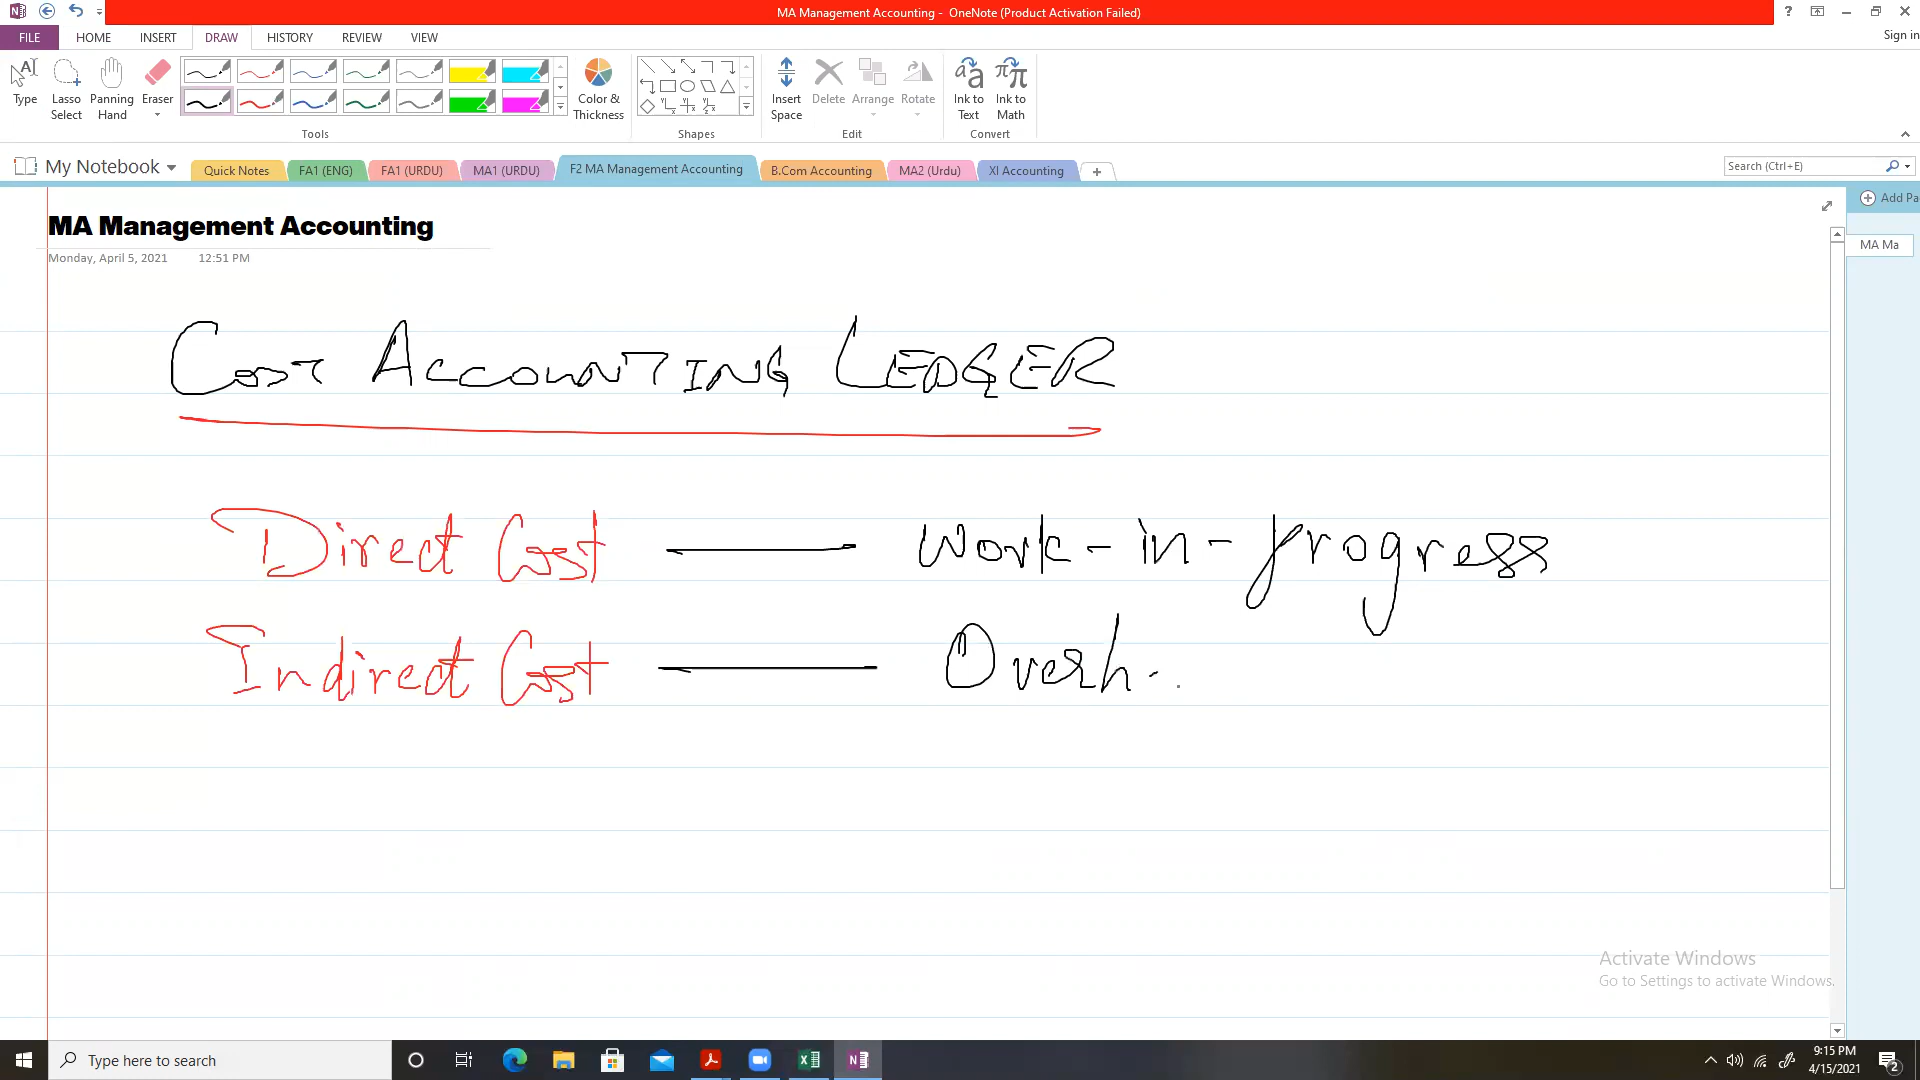 MA Management Accounting - OneNote (Product Activation Failed)
FILE HOME INSERT DRAW HISTORY REVIEW VIEW Sign in
Type Lasso Select Panning Hand Eraser Color & Thickness Insert Space Delete Arrange Rotate Ink to Text Ink to Math
Tools Shapes Edit Convert
My Notebook Quick Notes FA1 (ENG) FA1 (URDU) MA1 (URDU) F2 MA Management Accounting B.Com Accounting MA2 (Urdu) XI Accounting Search (Ctrl+E)
Add Pa
MA Ma
MA Management Accounting
Monday, April 5, 2021 12:51 PM
COST ACCOUNTING LEDGER
Direct Cost — Work-in-progress
Indirect Cost — Overh
Activate Windows
Go to Settings to activate Windows.
Type here to search
9:15 PM
4/15/2021
2